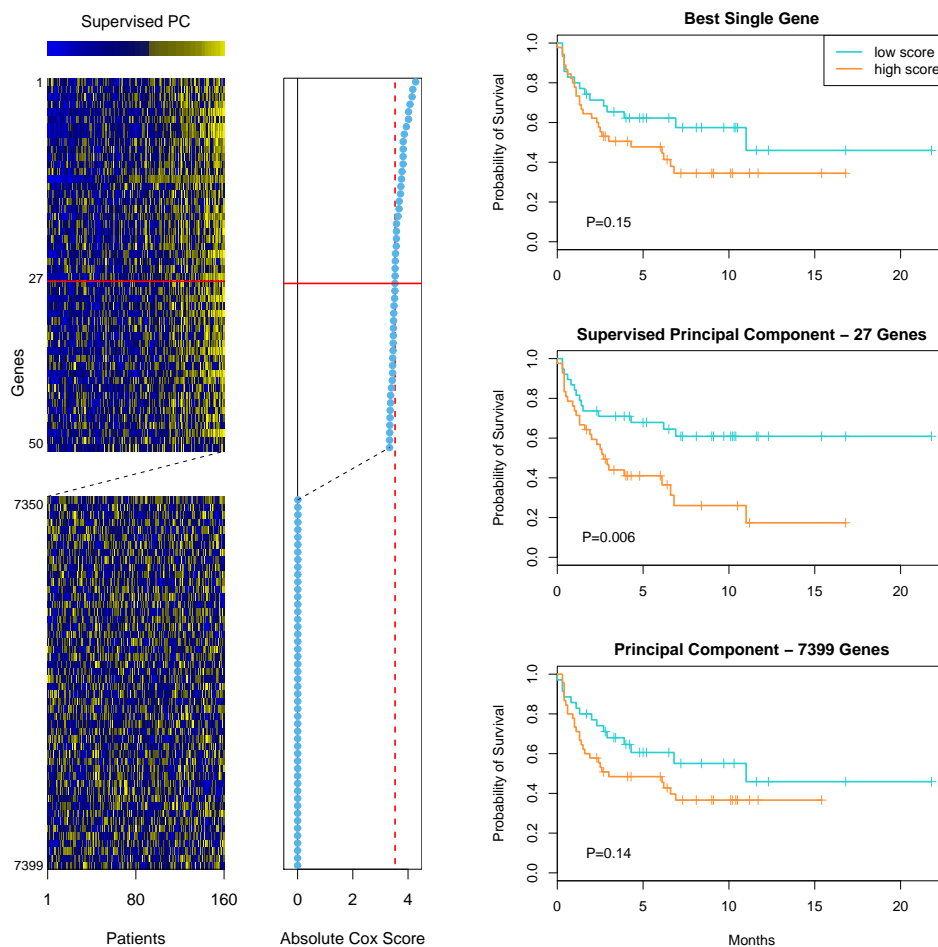 Supervised PC
1
27
50
7350
7399
Genes
1
80
160
Patients
0
2
4
Absolute Cox Score
Best Single Gene
low score
high score
Probability of Survival
0.0
0.2
0.4
0.6
0.8
1.0
P=0.15
0
5
10
15
20
Supervised Principal Component − 27 Genes
Probability of Survival
0.0
0.2
0.4
0.6
0.8
1.0
P=0.006
0
5
10
15
20
Principal Component − 7399 Genes
Probability of Survival
0.0
0.2
0.4
0.6
0.8
1.0
P=0.14
0
5
10
15
20
Months